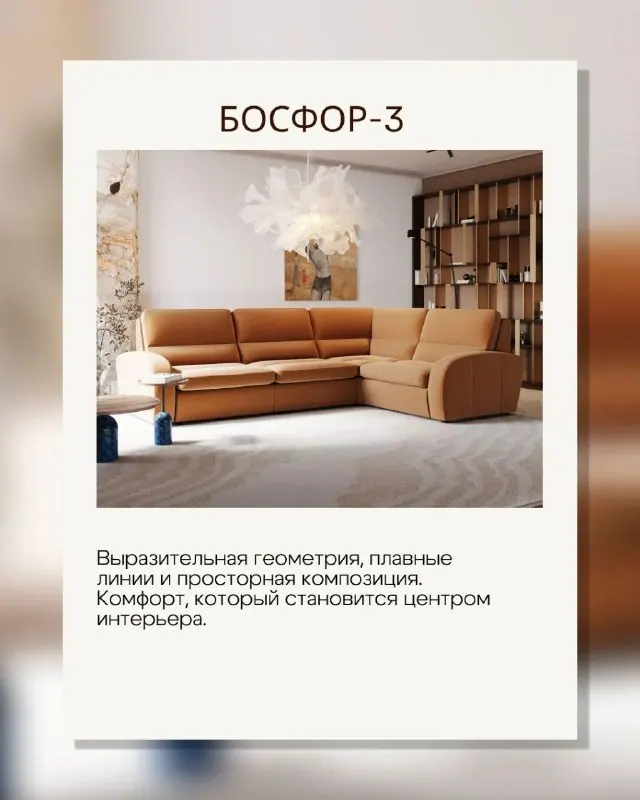 БОСФОР-3
Выразительная геометрия, плавные
линии и просторная композиция.
Комфорт, который становится центром
интерьера.